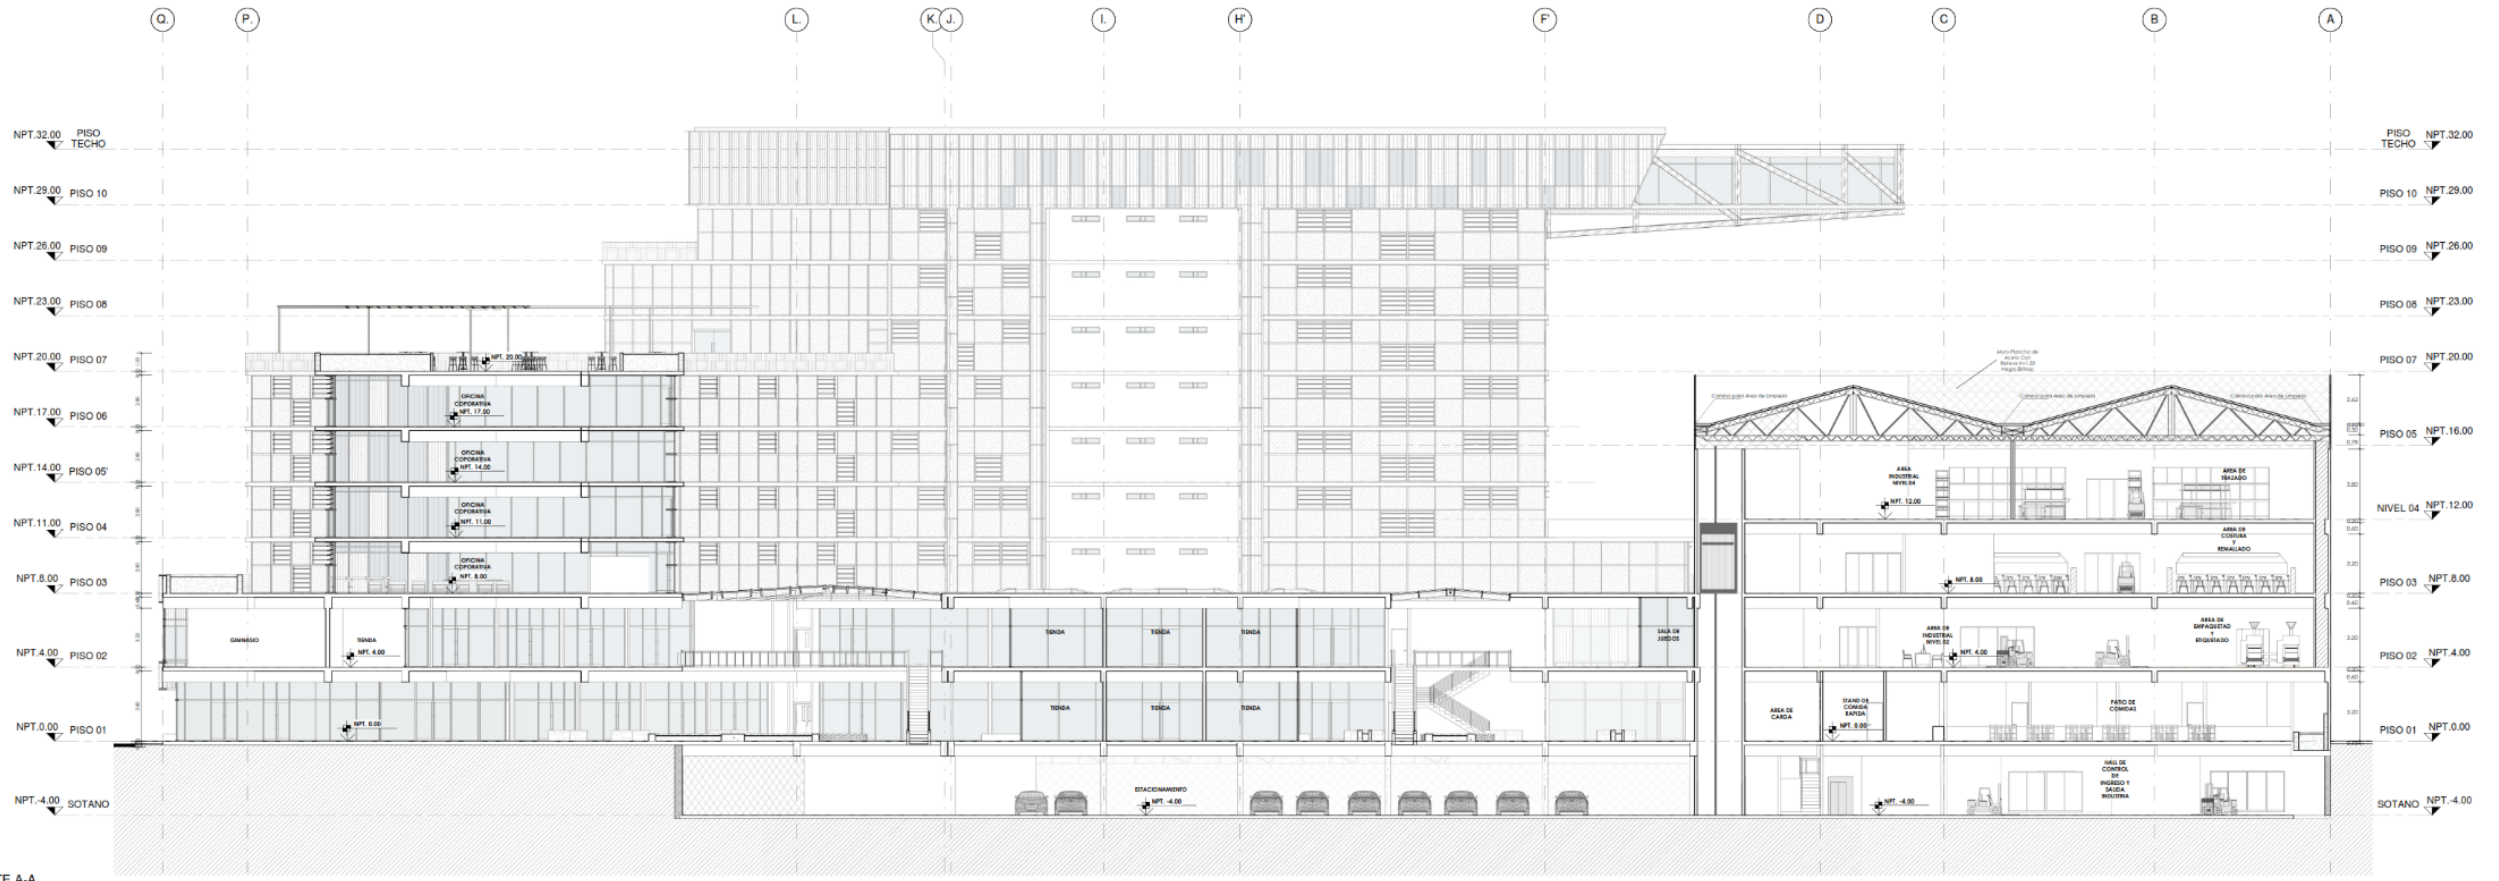 Q. P. L. K. J. I. H' F' D C B A
NPT.32.00 PISO TECHO
NPT.29.00 PISO 10
NPT.26.00 PISO 09
NPT.23.00 PISO 08
NPT.20.00 PISO 07
NPT.17.00 PISO 06
NPT.14.00 PISO 05'
NPT.11.00 PISO 04
NPT.8.00 PISO 03
NPT.4.00 PISO 02
NPT.0.00 PISO 01
NPT.-4.00 SOTANO
NPT. 20.00
OFICINA
COPORATIVA
NPT. 17.00
OFICINA
COPORATIVA
NPT. 14.00
OFICINA
COPORATIVA
NPT. 11.00
OFICINA
COPORATIVA
NPT. 8.00
GIMNASIO
TIENDA
NPT. 4.00
TIENDA
TIENDA
TIENDA
SALA DE
JUEGOS
NPT. 0.00
TIENDA
TIENDA
TIENDA
ESTACIONAMIENTO
NPT. -4.00
AREA
INDUSTRIAL
NIVEL 04
NPT. 12.00
AREA DE
TRAZADO
AREA DE
COSTURA
Y
REMALLADO
NPT. 8.00
AREA DE
INDUSTRIAL
NIVEL 02
NPT. 4.00
AREA DE
EMPAQUETAD
Y
ETIQUETADO
AREA DE
CARGA
STAND DE
COMIDA
RAPIDA
NPT. 0.00
PATIO DE
COMIDAS
HALL DE
CONTROL
DE
INGRESO Y
SALIDA
INDUSTRIA
NPT. -4.00
PISO TECHO NPT.32.00
PISO 10 NPT.29.00
PISO 09 NPT.26.00
PISO 08 NPT.23.00
PISO 07 NPT.20.00
PISO 05 NPT.16.00
NIVEL 04 NPT.12.00
PISO 03 NPT.8.00
PISO 02 NPT.4.00
PISO 01 NPT.0.00
SOTANO NPT.-4.00